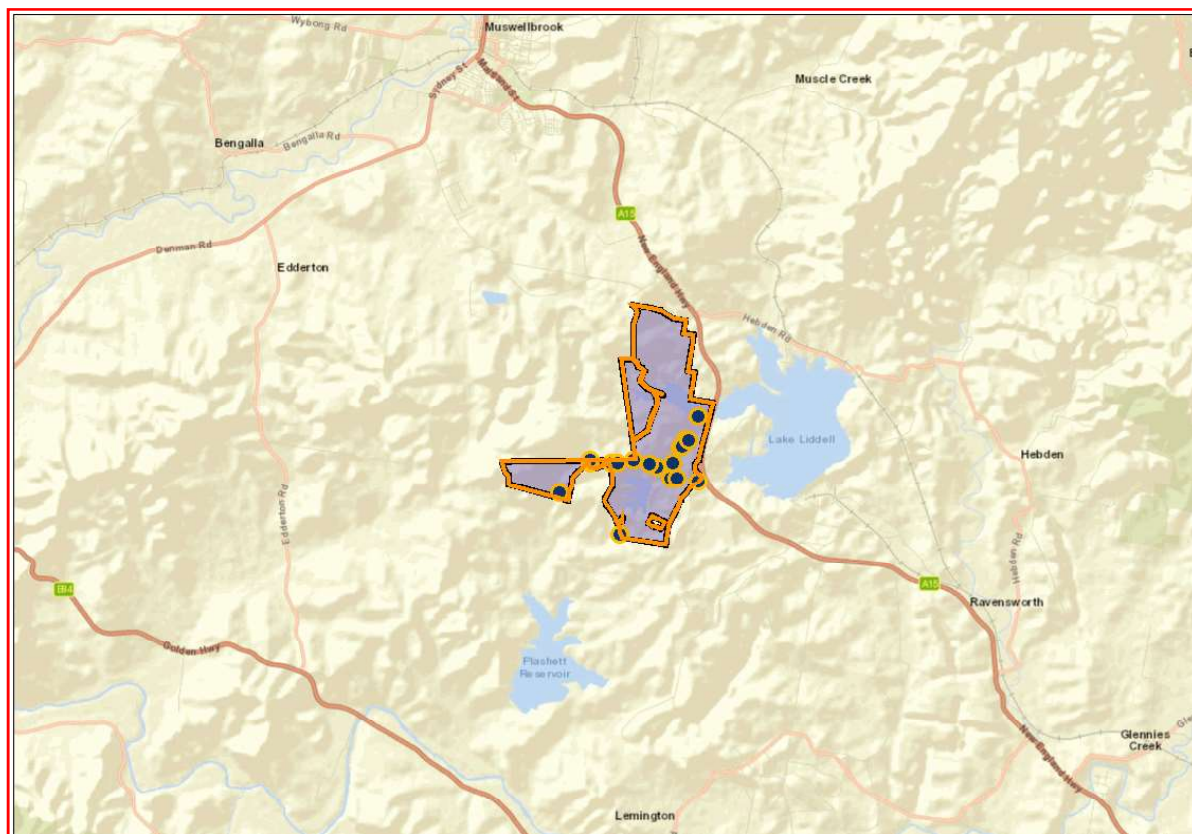 Wybong Rd
Muswellbrook
Sydney St
Maitland St
Muscle Creek
Bengalla
Bengalla Rd
A15
Denman Rd
New England Hwy
Edderton
Hebden Rd
Lake Liddell
Hebden
Edderton Rd
Hebden Rd
B84
A15
Ravensworth
Golden Hwy
Plashett
Reservoir
New England Hwy
Glennies
Creek
Lemington